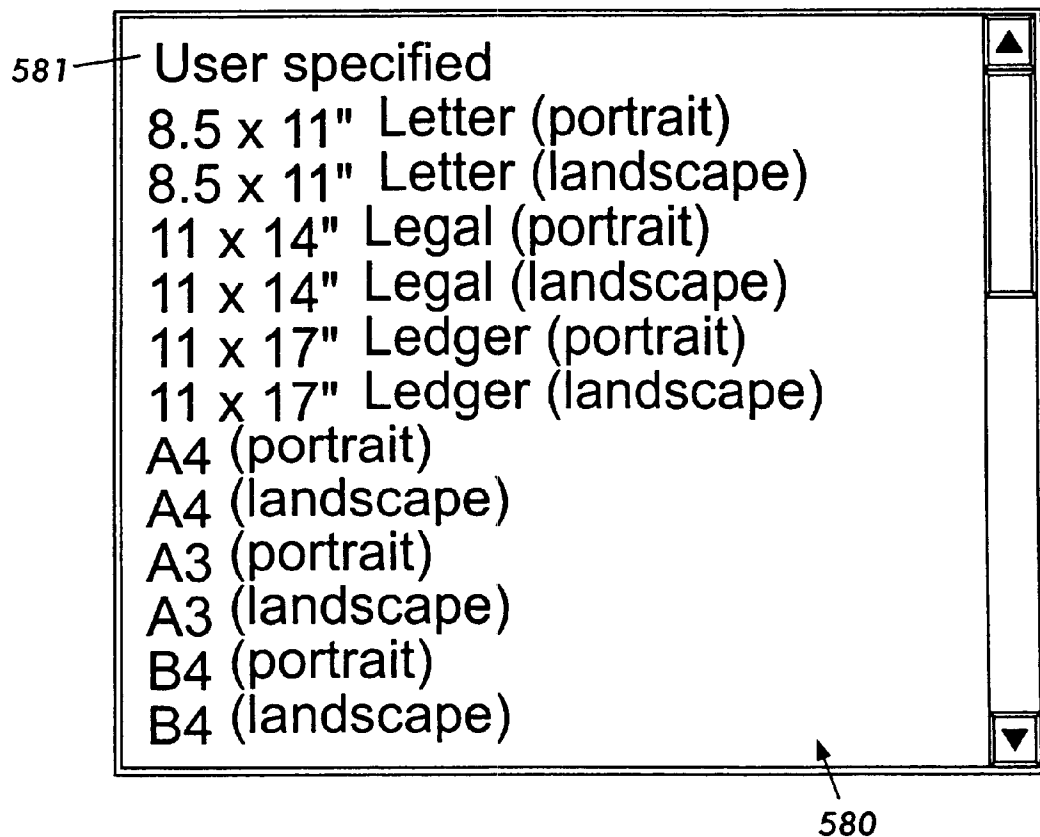 581 User specified
8.5 x 11" Letter (portrait)
8.5 x 11" Letter (landscape)
11 x 14" Legal (portrait)
11 x 14" Legal (landscape)
11 x 17" Ledger (portrait)
11 x 17" Ledger (landscape)
A4 (portrait)
A4 (landscape)
A3 (portrait)
A3 (landscape)
B4 (portrait)
B4 (landscape)
580